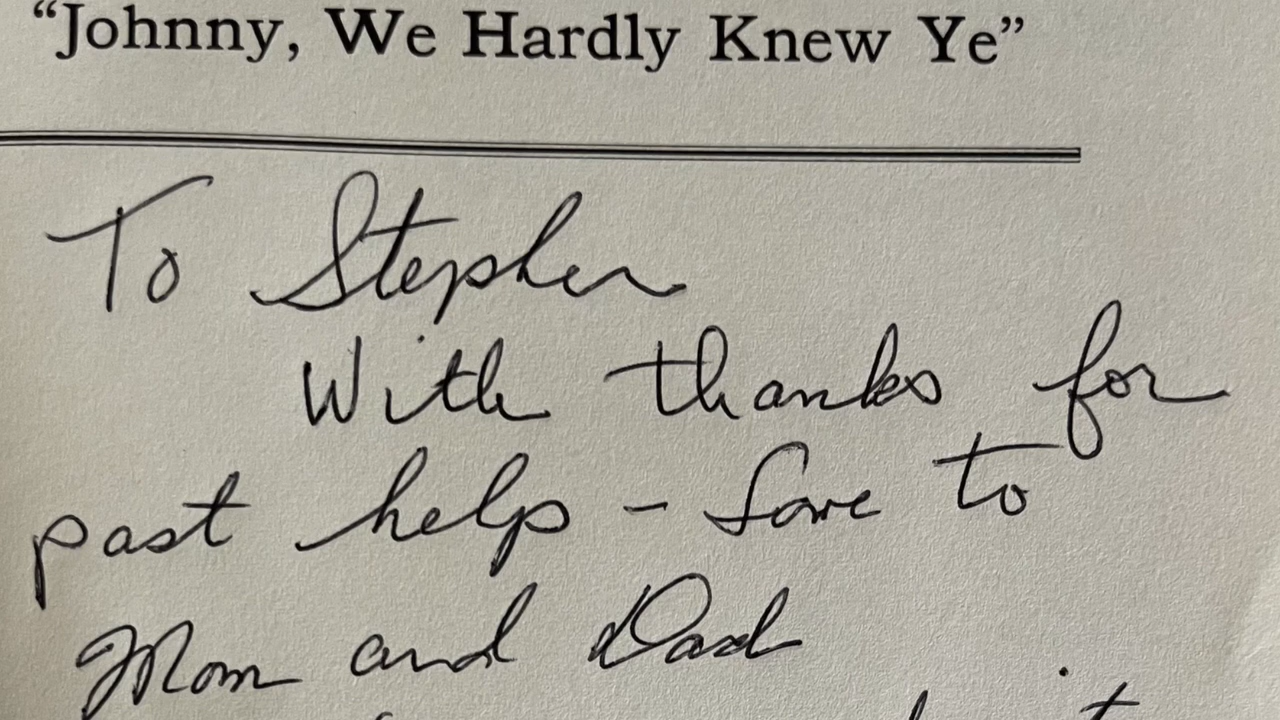 “Johnny, We Hardly Knew Ye”
To Stephen
With thanks for
past help - Love to
Mom and Dad